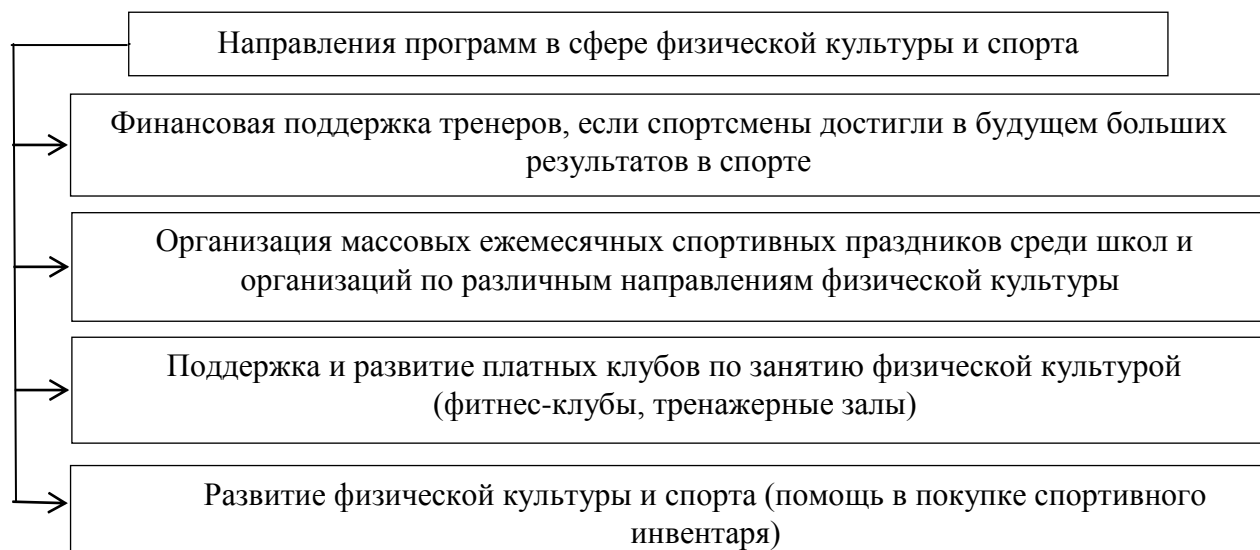 Направления программ в сфере физической культуры и спорта
Финансовая поддержка тренеров, если спортсмены достигли в будущем больших
результатов в спорте
Организация массовых ежемесячных спортивных праздников среди школ и
организаций по различным направлениям физической культуры
Поддержка и развитие платных клубов по занятию физической культурой
(фитнес-клубы, тренажерные залы)
Развитие физической культуры и спорта (помощь в покупке спортивного
инвентаря)